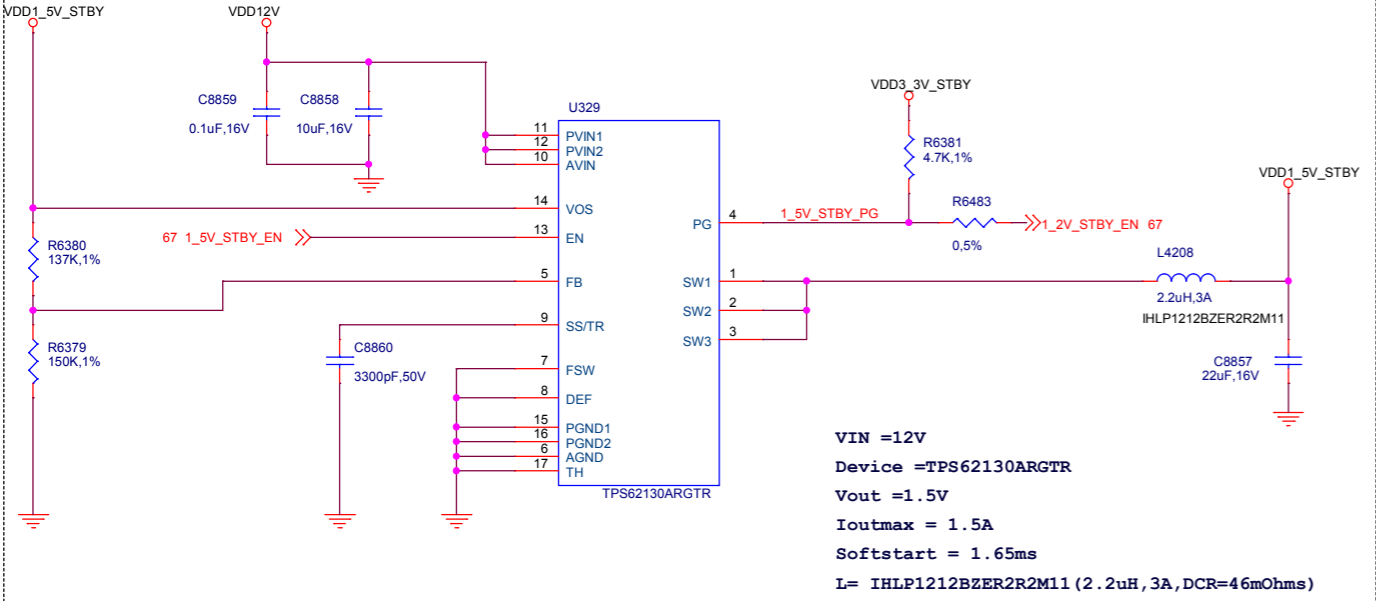 VDD1_5V_STBY
VDD12V
C8859
0.1uF,16V
C8858
10uF,16V
U329
11 PVIN1
12 PVIN2
10 AVIN
14 VOS
67 1_5V_STBY_EN
13 EN
R6380
137K,1%
5 FB
9 SS/TR
R6379
150K,1%
C8860
3300pF,50V
7 FSW
8 DEF
15 PGND1
16 PGND2
6 AGND
17 TH
TPS62130ARGTR
PG 4
SW1 1
SW2 2
SW3 3
VDD3_3V_STBY
R6381
4.7K,1%
1_5V_STBY_PG
R6483
0,5%
1_2V_STBY_EN 67
VDD1_5V_STBY
L4208
2.2uH,3A
IHLP1212BZER2R2M11
C8857
22uF,16V
VIN =12V
Device =TPS62130ARGTR
Vout =1.5V
Ioutmax = 1.5A
Softstart = 1.65ms
L= IHLP1212BZER2R2M11(2.2uH,3A,DCR=46mOhms)